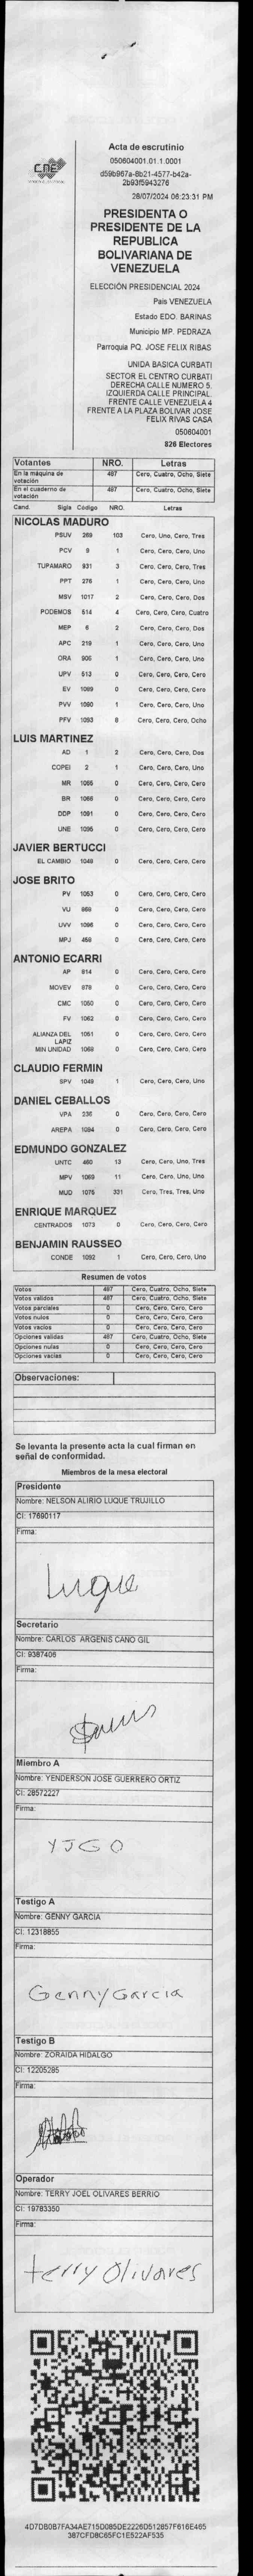 CNE
Acta de escrutinio
050604001.01.1.0001
d59b967a-8b21-4577-b42a-
2b93f5943276
28/07/2024 06:23:31 PM
PRESIDENTA O
PRESIDENTE DE LA
REPUBLICA
BOLIVARIANA DE
VENEZUELA
ELECCIÓN PRESIDENCIAL 2024
País VENEZUELA
Estado EDO. BARINAS
Municipio MP. PEDRAZA
Parroquia PQ. JOSE FELIX RIBAS
UNIDA BASICA CURBATI
SECTOR EL CENTRO CURBATI
DERECHA CALLE NUMERO 5.
IZQUIERDA CALLE PRINCIPAL.
FRENTE CALLE VENEZUELA 4
FRENTE A LA PLAZA BOLIVAR JOSE
FELIX RIVAS CASA
050604001
826 Electores
Votantes NRO. Letras
En la máquina de votación 487 Cero, Cuatro, Ocho, Siete
En el cuaderno de votación 487 Cero, Cuatro, Ocho, Siete
Cand. Sigla Código NRO. Letras
NICOLAS MADURO
PSUV 269 103 Cero, Uno, Cero, Tres
PCV 9 1 Cero, Cero, Cero, Uno
TUPAMARO 931 3 Cero, Cero, Cero, Tres
PPT 276 1 Cero, Cero, Cero, Uno
MSV 1017 2 Cero, Cero, Cero, Dos
PODEMOS 514 4 Cero, Cero, Cero, Cuatro
MEP 6 2 Cero, Cero, Cero, Dos
APC 219 1 Cero, Cero, Cero, Uno
ORA 906 1 Cero, Cero, Cero, Uno
UPV 513 0 Cero, Cero, Cero, Cero
EV 1089 0 Cero, Cero, Cero, Cero
PVV 1090 1 Cero, Cero, Cero, Uno
PFV 1093 8 Cero, Cero, Cero, Ocho
LUIS MARTINEZ
AD 1 2 Cero, Cero, Cero, Dos
COPEI 2 1 Cero, Cero, Cero, Uno
MR 1055 0 Cero, Cero, Cero, Cero
BR 1066 0 Cero, Cero, Cero, Cero
DDP 1091 0 Cero, Cero, Cero, Cero
UNE 1095 0 Cero, Cero, Cero, Cero
JAVIER BERTUCCI
EL CAMBIO 1048 0 Cero, Cero, Cero, Cero
JOSE BRITO
PV 1053 0 Cero, Cero, Cero, Cero
VU 959 0 Cero, Cero, Cero, Cero
UVV 1096 0 Cero, Cero, Cero, Cero
MPJ 458 0 Cero, Cero, Cero, Cero
ANTONIO ECARRI
AP 814 0 Cero, Cero, Cero, Cero
MOVEV 878 0 Cero, Cero, Cero, Cero
CMC 1050 0 Cero, Cero, Cero, Cero
FV 1062 0 Cero, Cero, Cero, Cero
ALIANZA DEL LAPIZ 1051 0 Cero, Cero, Cero, Cero
MIN UNIDAD 1068 0 Cero, Cero, Cero, Cero
CLAUDIO FERMIN
SPV 1049 1 Cero, Cero, Cero, Uno
DANIEL CEBALLOS
VPA 236 0 Cero, Cero, Cero, Cero
AREPA 1094 0 Cero, Cero, Cero, Cero
EDMUNDO GONZALEZ
UNTC 460 13 Cero, Cero, Uno, Tres
MPV 1069 11 Cero, Cero, Uno, Uno
MUD 1075 331 Cero, Tres, Tres, Uno
ENRIQUE MARQUEZ
CENTRADOS 1073 0 Cero, Cero, Cero, Cero
BENJAMIN RAUSSEO
CONDE 1092 1 Cero, Cero, Cero, Uno
Resumen de votos
Votos 487 Cero, Cuatro, Ocho, Siete
Votos validos 487 Cero, Cuatro, Ocho, Siete
Votos parciales 0 Cero, Cero, Cero, Cero
Votos nulos 0 Cero, Cero, Cero, Cero
Votos vacios 0 Cero, Cero, Cero, Cero
Opciones validas 487 Cero, Cuatro, Ocho, Siete
Opciones nulas 0 Cero, Cero, Cero, Cero
Opciones vacias 0 Cero, Cero, Cero, Cero
Observaciones:
Se levanta la presente acta la cual firman en
señal de conformidad.
Miembros de la mesa electoral
Presidente
Nombre: NELSON ALIRIO LUQUE TRUJILLO
CI: 17690117
Firma:
Luque
Secretario
Nombre: CARLOS ARGENIS CANO GIL
CI: 9387406
Firma:
Miembro A
Nombre: YENDERSON JOSE GUERRERO ORTIZ
CI: 28572227
Firma:
YJGO
Testigo A
Nombre: GENNY GARCIA
CI: 12318855
Firma:
Genny Garcia
Testigo B
Nombre: ZORAIDA HIDALGO
CI: 12205285
Firma:
Operador
Nombre: TERRY JOEL OLIVARES BERRIO
CI: 19783350
Firma:
terry Olivares
4D7DB0B7FA34AE715D085DE2226D512857F616E465
387CFD8C65FC1E522AF535